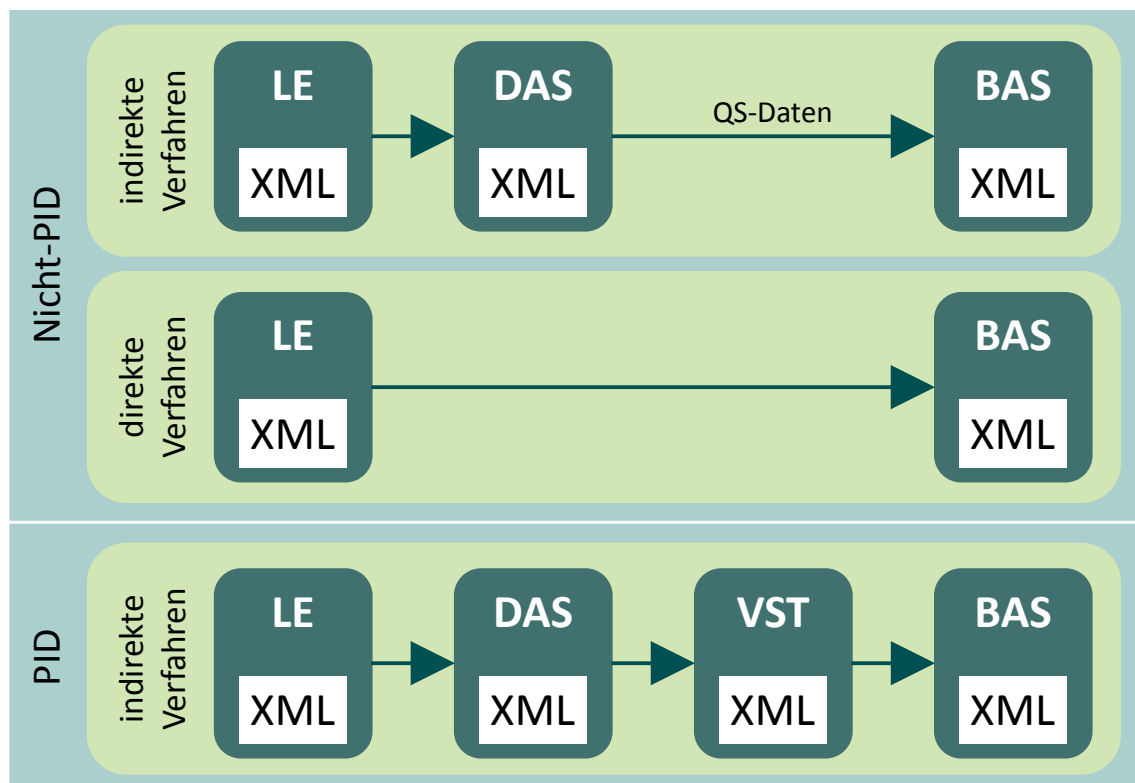 Nicht-PID
indirekte
Verfahren
LE
XML
DAS
XML
QS-Daten
BAS
XML
direkte
Verfahren
LE
XML
BAS
XML
PID
indirekte
Verfahren
LE
XML
DAS
XML
VST
XML
BAS
XML